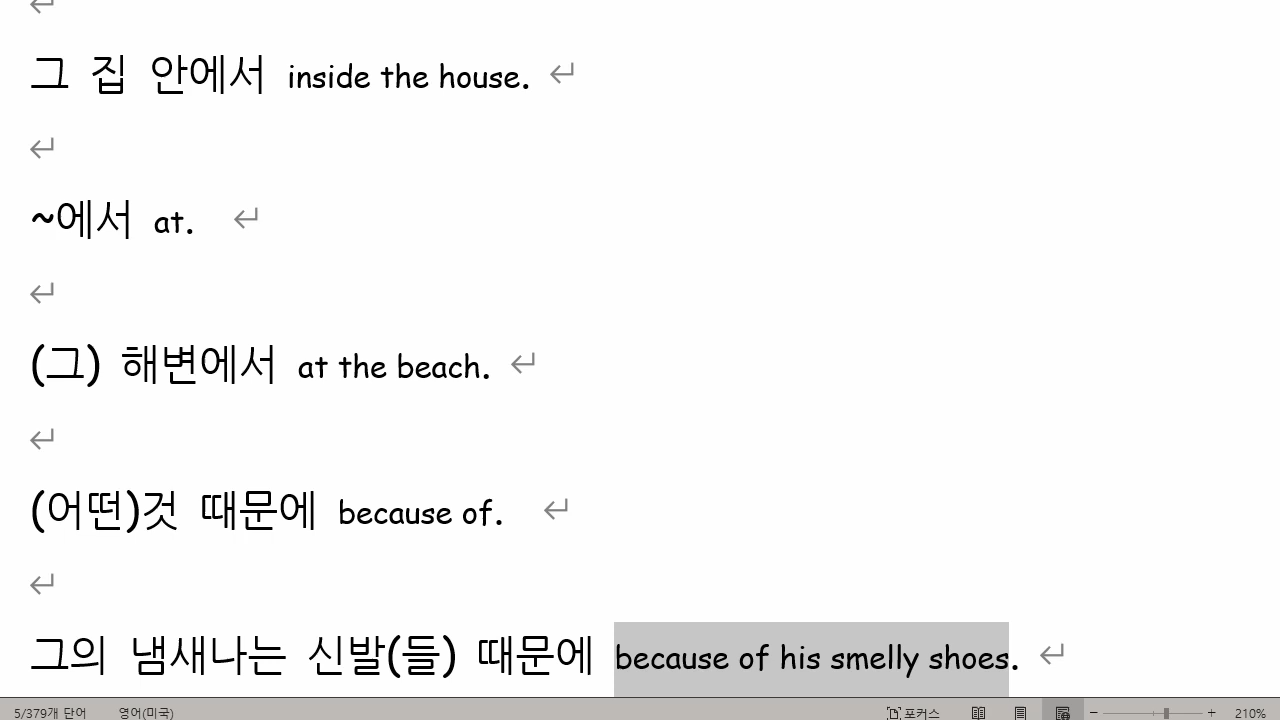 그 집 안에서 inside the house.
~에서 at.
(그) 해변에서 at the beach.
(어떤)것 때문에 because of.
그의 냄새나는 신발(들) 때문에 because of his smelly shoes.
5/379개 단어 영어(미국) 포커스 210%